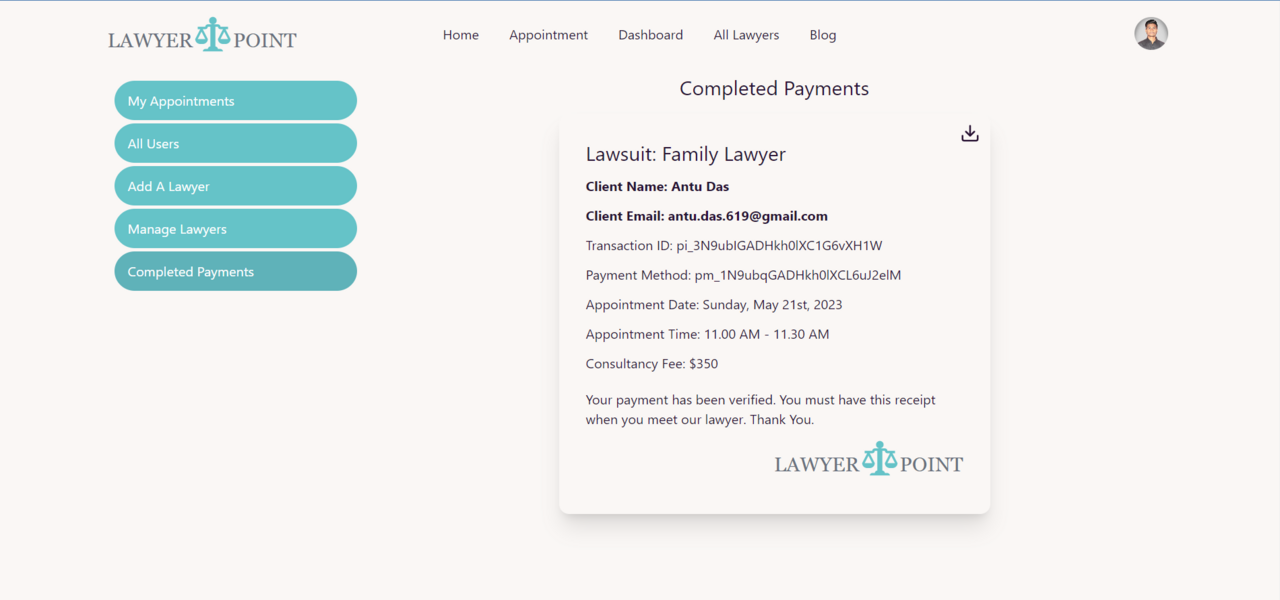 LAWYER POINT
Home
Appointment
Dashboard
All Lawyers
Blog
My Appointments
All Users
Add A Lawyer
Manage Lawyers
Completed Payments
Completed Payments
Lawsuit: Family Lawyer
Client Name: Antu Das
Client Email: antu.das.619@gmail.com
Transaction ID: pi_3N9ubIGADHkh0lXC1G6vXH1W
Payment Method: pm_1N9ubqGADHkh0lXCL6uJ2elM
Appointment Date: Sunday, May 21st, 2023
Appointment Time: 11.00 AM - 11.30 AM
Consultancy Fee: $350
Your payment has been verified. You must have this receipt
when you meet our lawyer. Thank You.
LAWYER POINT